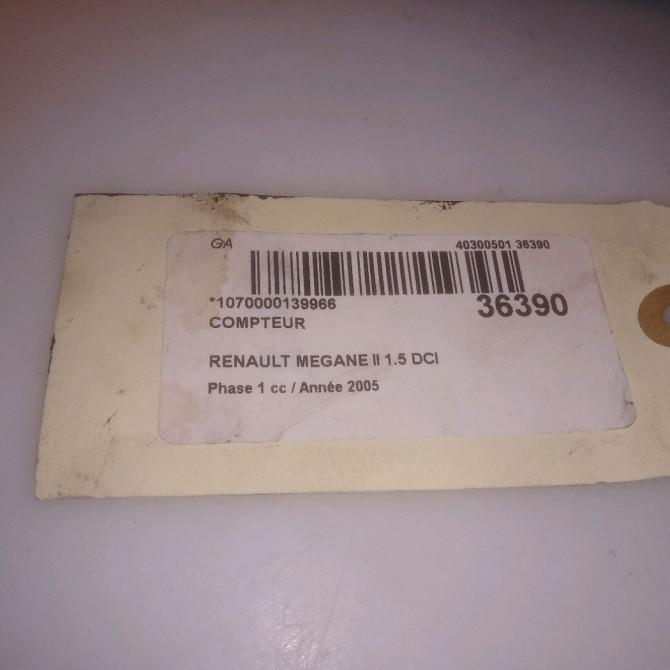 GA 40300501 36390
*1070000139966 36390
COMPTEUR
RENAULT MEGANE II 1.5 DCI
Phase 1 cc / Année 2005